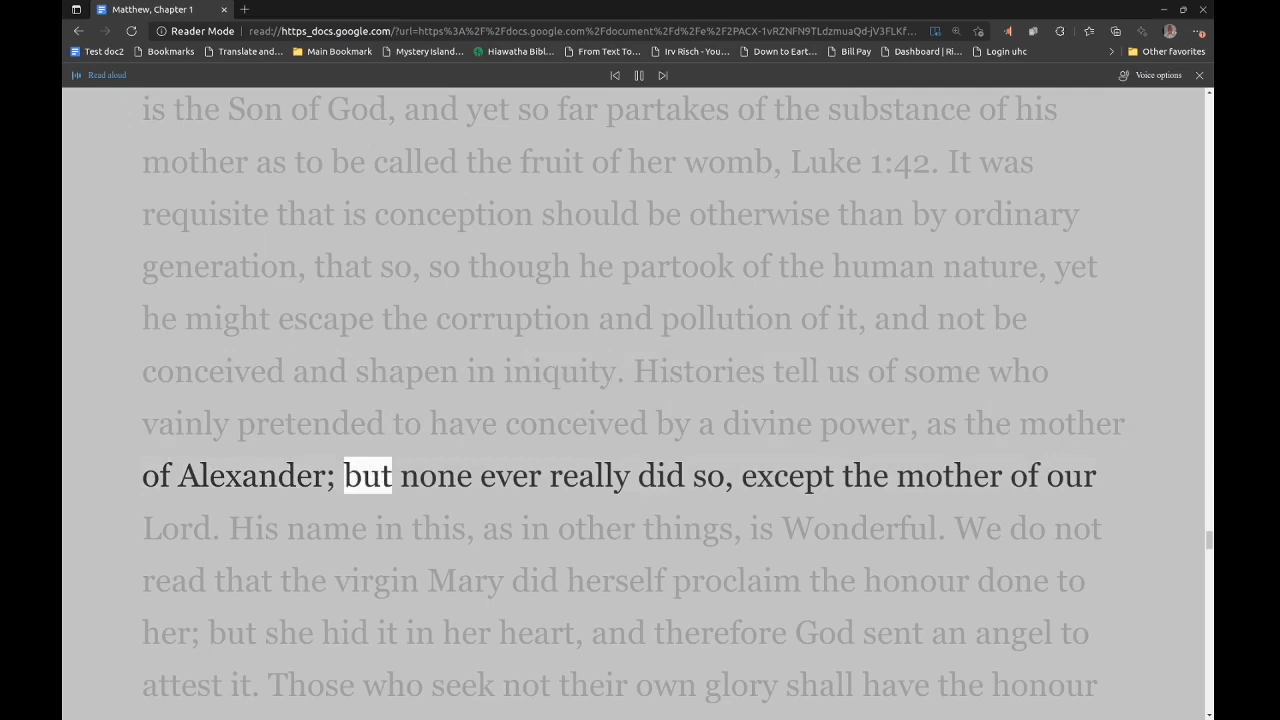 Matthew, Chapter 1
Reader Mode
read://https_docs.google.com/?url=https%3A%2F%2Fdocs.google.com%2Fdocument%2Fd%2Fe%2F2PACX-1vRZNFN9TLdzmuaQd-jV3FLKf...
Test doc2
Bookmarks
Translate and...
Main Bookmark
Mystery Island...
Hiawatha Bibl...
From Text To...
Irv Risch - You...
Down to Eart...
Bill Pay
Dashboard | Ri...
Login uhc
Other favorites
Read aloud
Voice options
is the Son of God, and yet so far partakes of the substance of his
mother as to be called the fruit of her womb, Luke 1:42. It was
requisite that is conception should be otherwise than by ordinary
generation, that so, so though he partook of the human nature, yet
he might escape the corruption and pollution of it, and not be
conceived and shapen in iniquity. Histories tell us of some who
vainly pretended to have conceived by a divine power, as the mother
of Alexander; but none ever really did so, except the mother of our
Lord. His name in this, as in other things, is Wonderful. We do not
read that the virgin Mary did herself proclaim the honour done to
her; but she hid it in her heart, and therefore God sent an angel to
attest it. Those who seek not their own glory shall have the honour